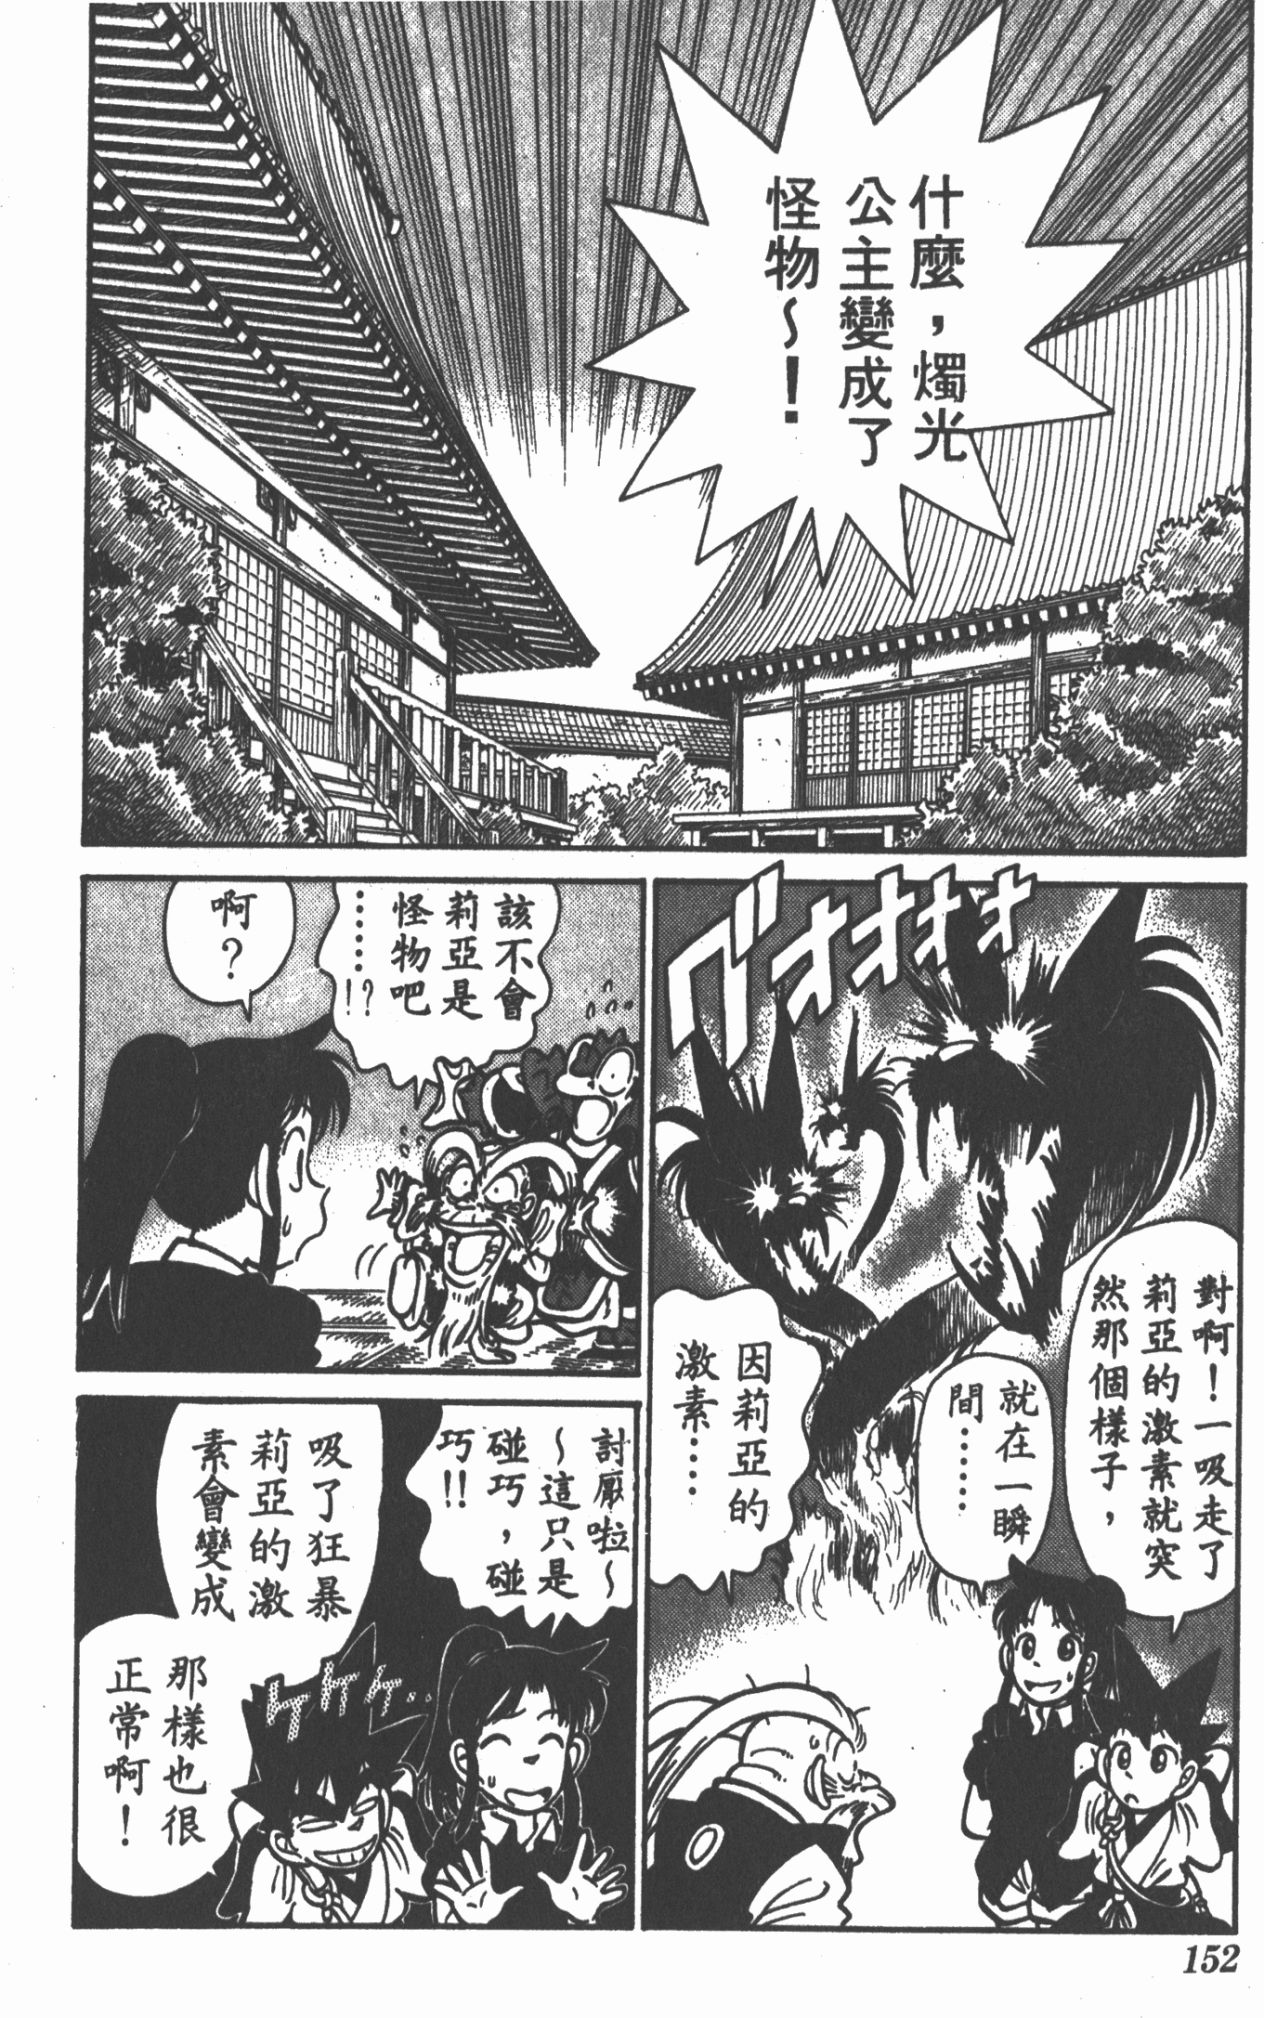 什麼，燭光
公主變成了
怪物～！
グオオオオ
對啊！一吸走了
莉亞的激素就突
然那個樣子，
就在一瞬
間……
因莉亞的
激素……
該不會
莉亞是
怪物吧
……!?
啊？
討厭啦～
～這只是
碰巧，碰
巧!!
吸了狂暴
莉亞的激
素會變成
那樣也很
正常啊！
ケケケケ..
152